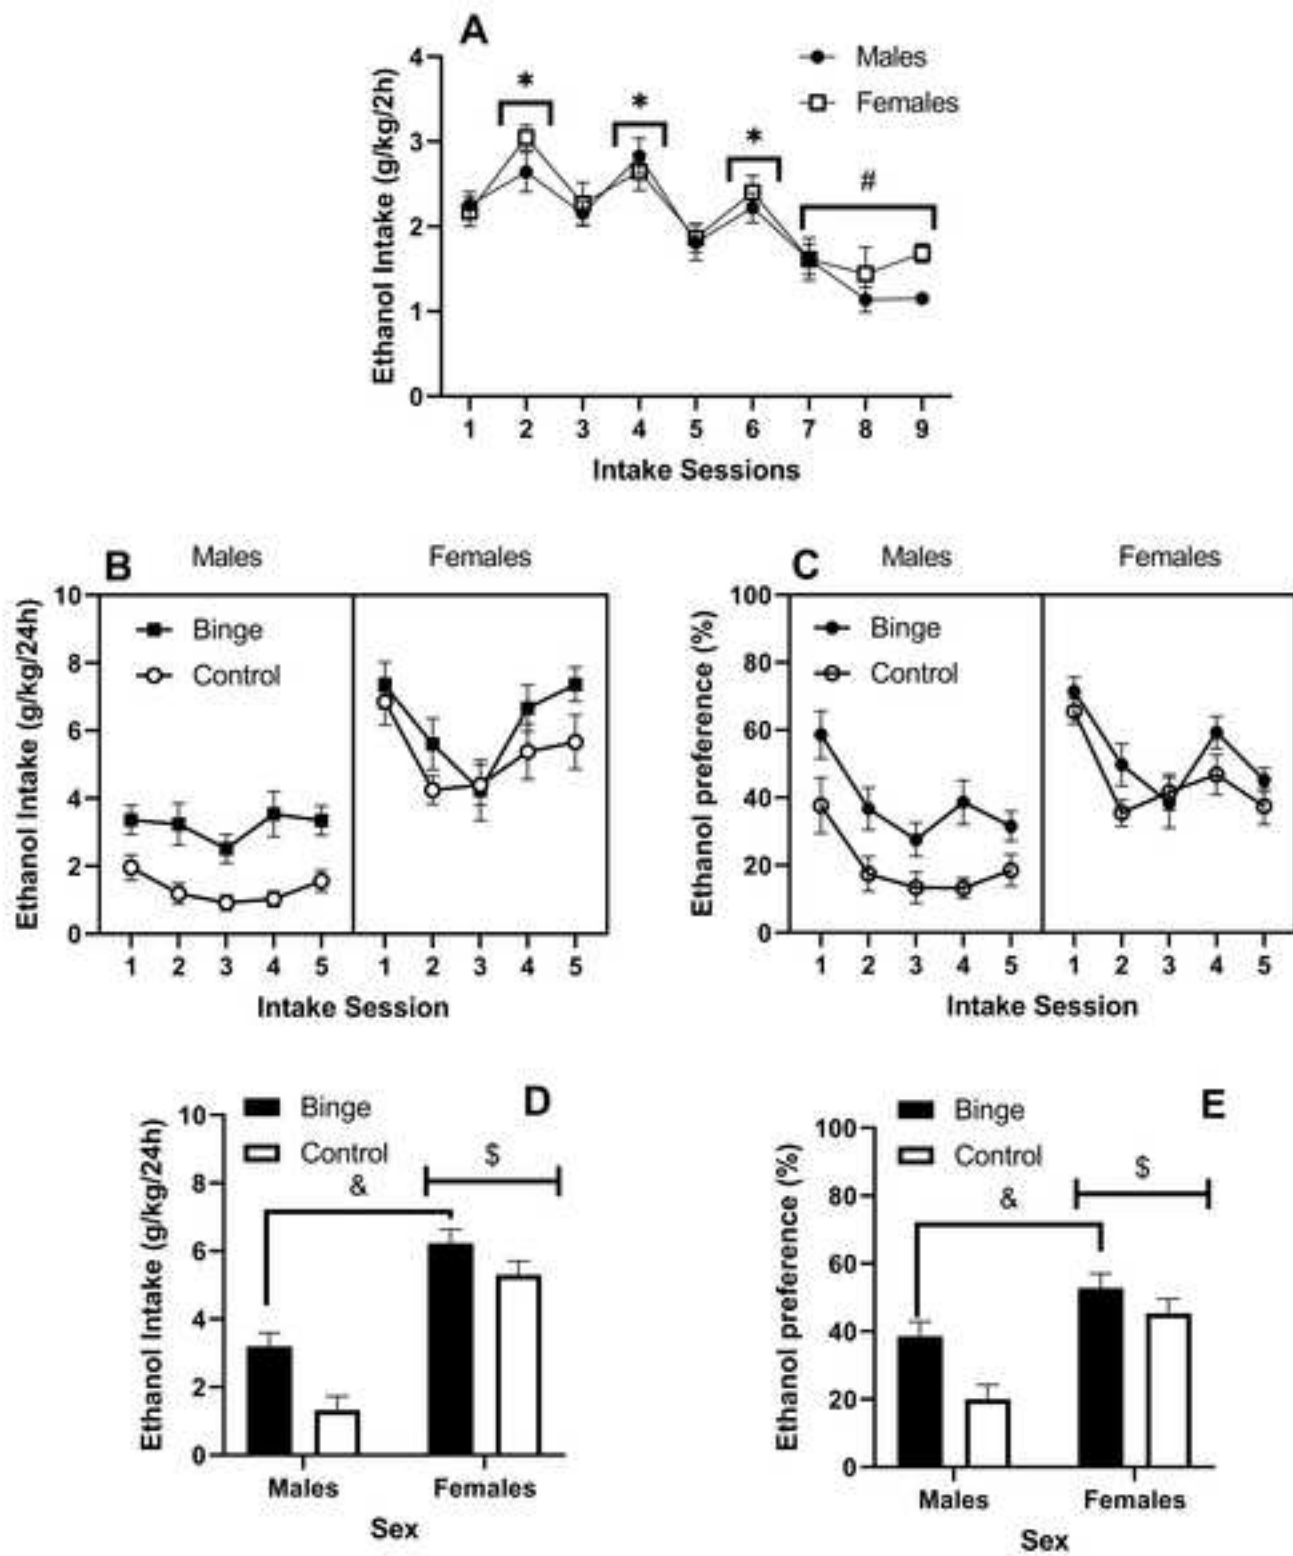 A
Ethanol Intake (g/kg/2h)
4
3
2
1
0
Males
Females
*
*
*
#
1 2 3 4 5 6 7 8 9
Intake Sessions
B
Males Females
Ethanol Intake (g/kg/24h)
10
8
6
4
2
0
Binge
Control
1 2 3 4 5 1 2 3 4 5
Intake Session
C
Males Females
Ethanol preference (%)
100
80
60
40
20
0
Binge
Control
1 2 3 4 5 1 2 3 4 5
Intake Session
D
Ethanol Intake (g/kg/24h)
10
8
6
4
2
0
Binge
Control
&
$
Males Females
Sex
E
Ethanol preference (%)
100
80
60
40
20
0
Binge
Control
&
$
Males Females
Sex